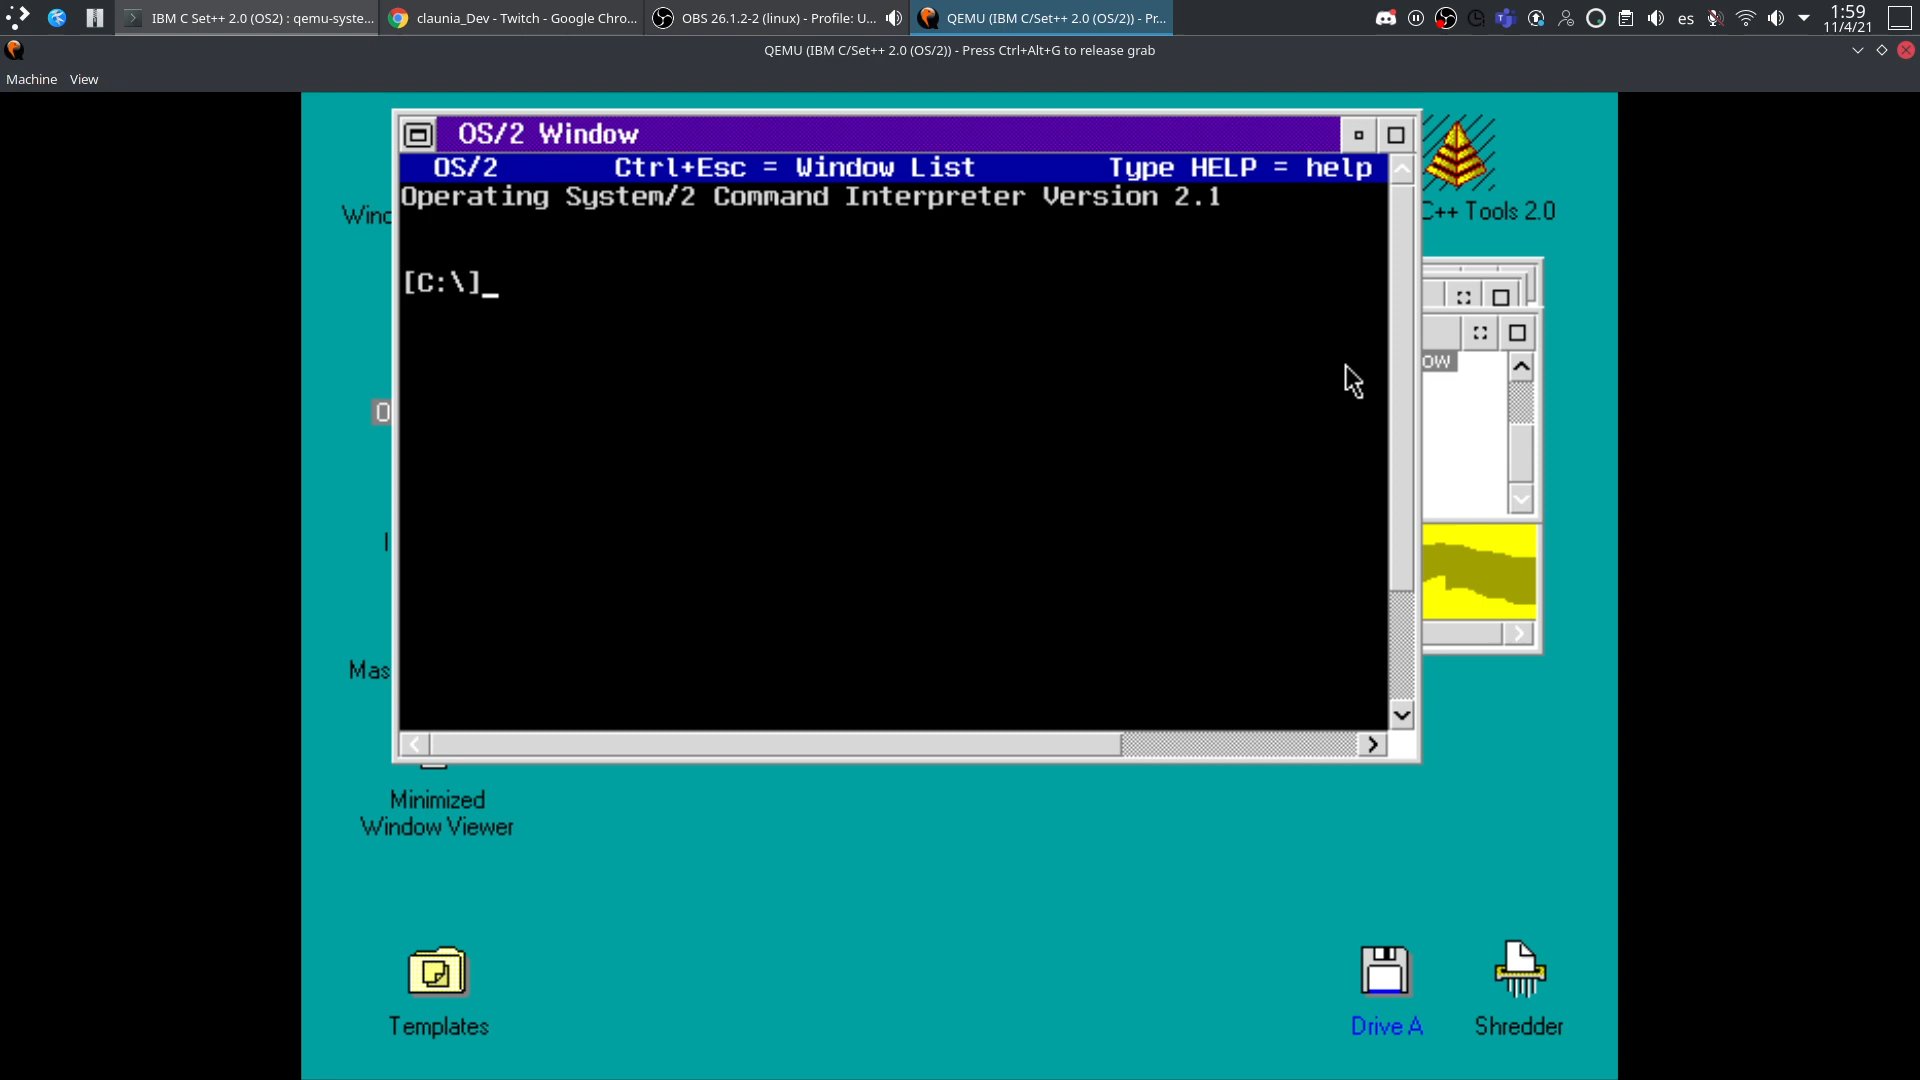 IBM C Set++ 2.0 (OS2) : qemu-syste...
claunia_Dev - Twitch - Google Chro...
OBS 26.1.2-2 (linux) - Profile: U...
QEMU (IBM C/Set++ 2.0 (OS/2)) - Pr...
es
1:59
11/4/21
QEMU (IBM C/Set++ 2.0 (OS/2)) - Press Ctrl+Alt+G to release grab
Machine View
OS/2 Window
OS/2 Ctrl+Esc = Window List Type HELP = help
Operating System/2 Command Interpreter Version 2.1
[C:\]_
C++ Tools 2.0
Minimized
Window Viewer
Templates
Drive A
Shredder